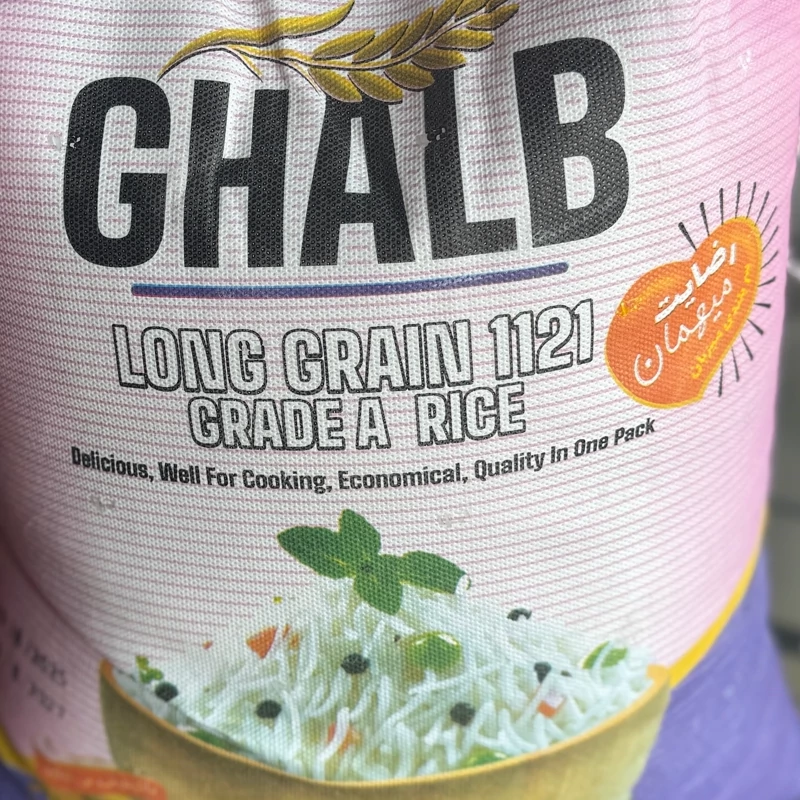 GHALB
LONG GRAIN 1121
GRADE A RICE
Delicious, Well For Cooking, Economical, Quality In One Pack
رضایت
میهمان